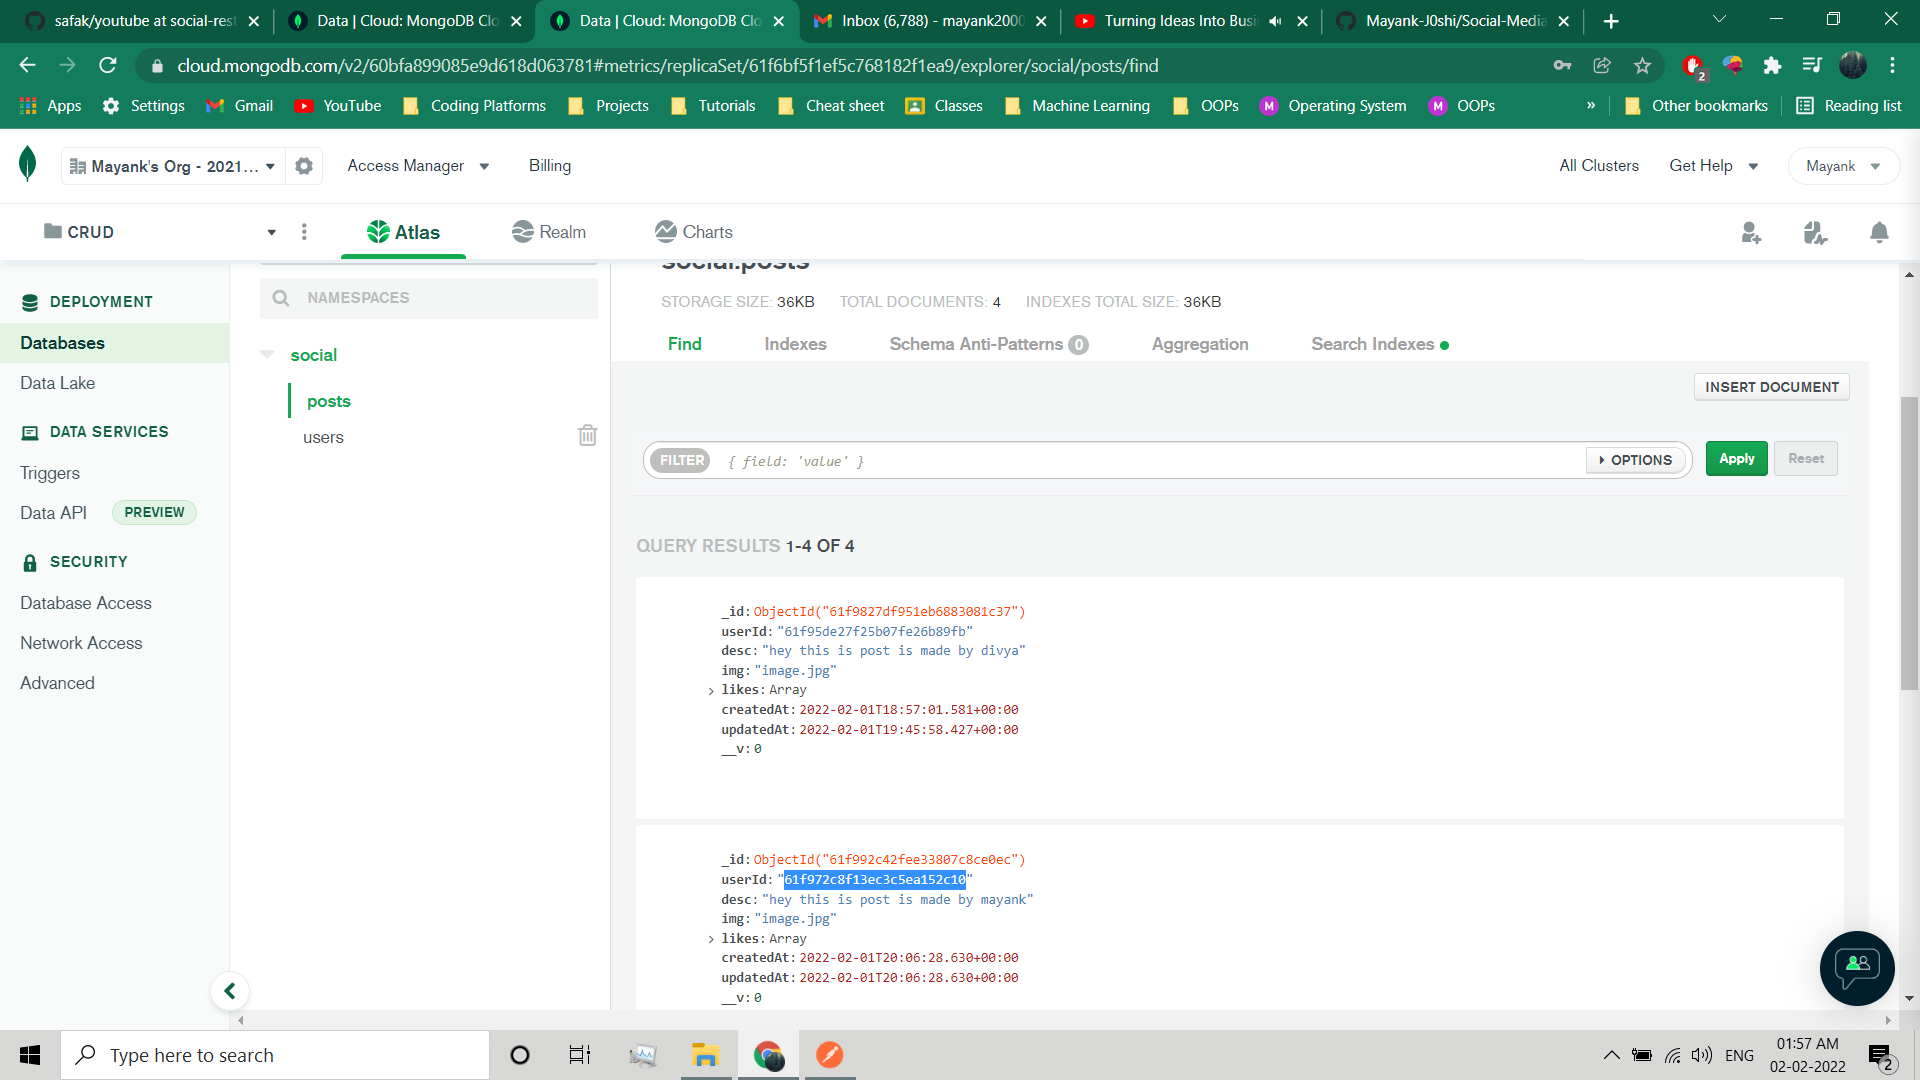 safak/youtube at social-rest
Data | Cloud: MongoDB Clo
Data | Cloud: MongoDB Clo
Inbox (6,788) - mayank2000
Turning Ideas Into Busi
Mayank-J0shi/Social-Media
cloud.mongodb.com/v2/60bfa899085e9d618d063781#metrics/replicaSet/61f6bf5f1ef5c768182f1ea9/explorer/social/posts/find
2
Apps
Settings
Gmail
YouTube
Coding Platforms
Projects
Tutorials
Cheat sheet
Classes
Machine Learning
OOPs
M
Operating System
M
OOPs
»
Other bookmarks
Reading list
Mayank's Org - 2021...
Access Manager
Billing
All Clusters
Get Help
Mayank
CRUD
Atlas
Realm
Charts
DEPLOYMENT
Databases
Data Lake
DATA SERVICES
Triggers
Data API
PREVIEW
SECURITY
Database Access
Network Access
Advanced
NAMESPACES
social
posts
users
social.posts
STORAGE SIZE: 36KB
TOTAL DOCUMENTS: 4
INDEXES TOTAL SIZE: 36KB
Find
Indexes
Schema Anti-Patterns 0
Aggregation
Search Indexes
INSERT DOCUMENT
FILTER
{ field: 'value' }
OPTIONS
Apply
Reset
QUERY RESULTS 1-4 OF 4
_id: ObjectId("61f9827df951eb6883081c37")
userId: "61f95de27f25b07fe26b89fb"
desc: "hey this is post is made by divya"
img: "image.jpg"
likes: Array
createdAt: 2022-02-01T18:57:01.581+00:00
updatedAt: 2022-02-01T19:45:58.427+00:00
__v: 0
_id: ObjectId("61f992c42fee33807c8ce0ec")
userId: "61f972c8f13ec3c5ea152c10"
desc: "hey this is post is made by mayank"
img: "image.jpg"
likes: Array
createdAt: 2022-02-01T20:06:28.630+00:00
updatedAt: 2022-02-01T20:06:28.630+00:00
__v: 0
Type here to search
ENG
01:57 AM
02-02-2022
2